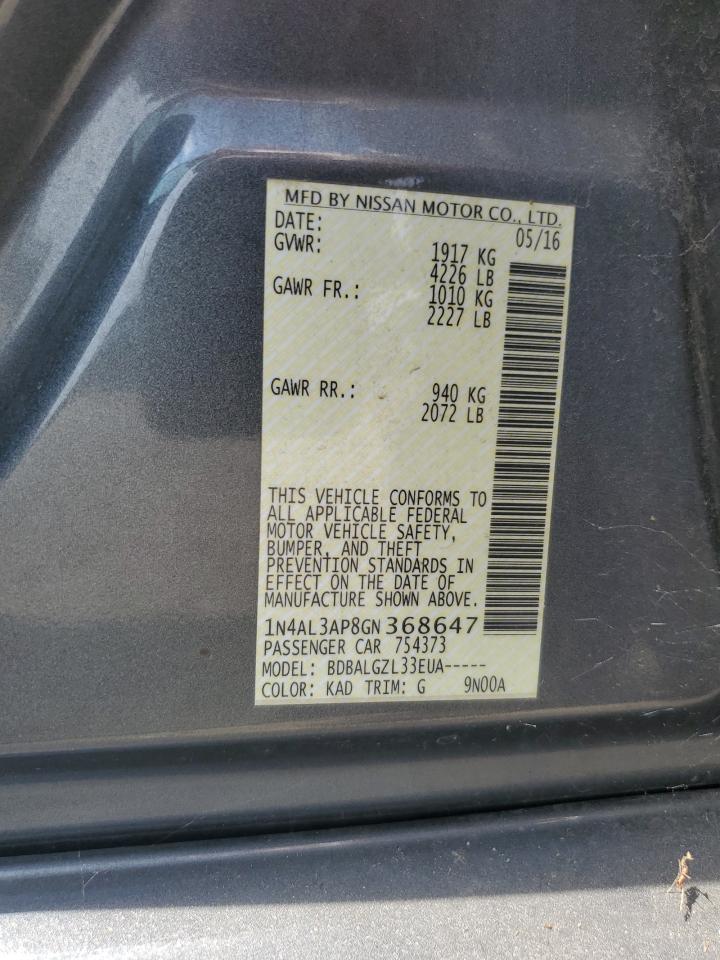 MFD BY NISSAN MOTOR CO., LTD.
DATE: 05/16
GVWR: 1917 KG
4226 LB
GAWR FR.: 1010 KG
2227 LB
GAWR RR.: 940 KG
2072 LB
THIS VEHICLE CONFORMS TO
ALL APPLICABLE FEDERAL
MOTOR VEHICLE SAFETY,
BUMPER, AND THEFT
PREVENTION STANDARDS IN
EFFECT ON THE DATE OF
MANUFACTURE SHOWN ABOVE.
1N4AL3AP8GN368647
PASSENGER CAR 754373
MODEL: BDBALGZL33EUA-----
COLOR: KAD TRIM: G 9N00A